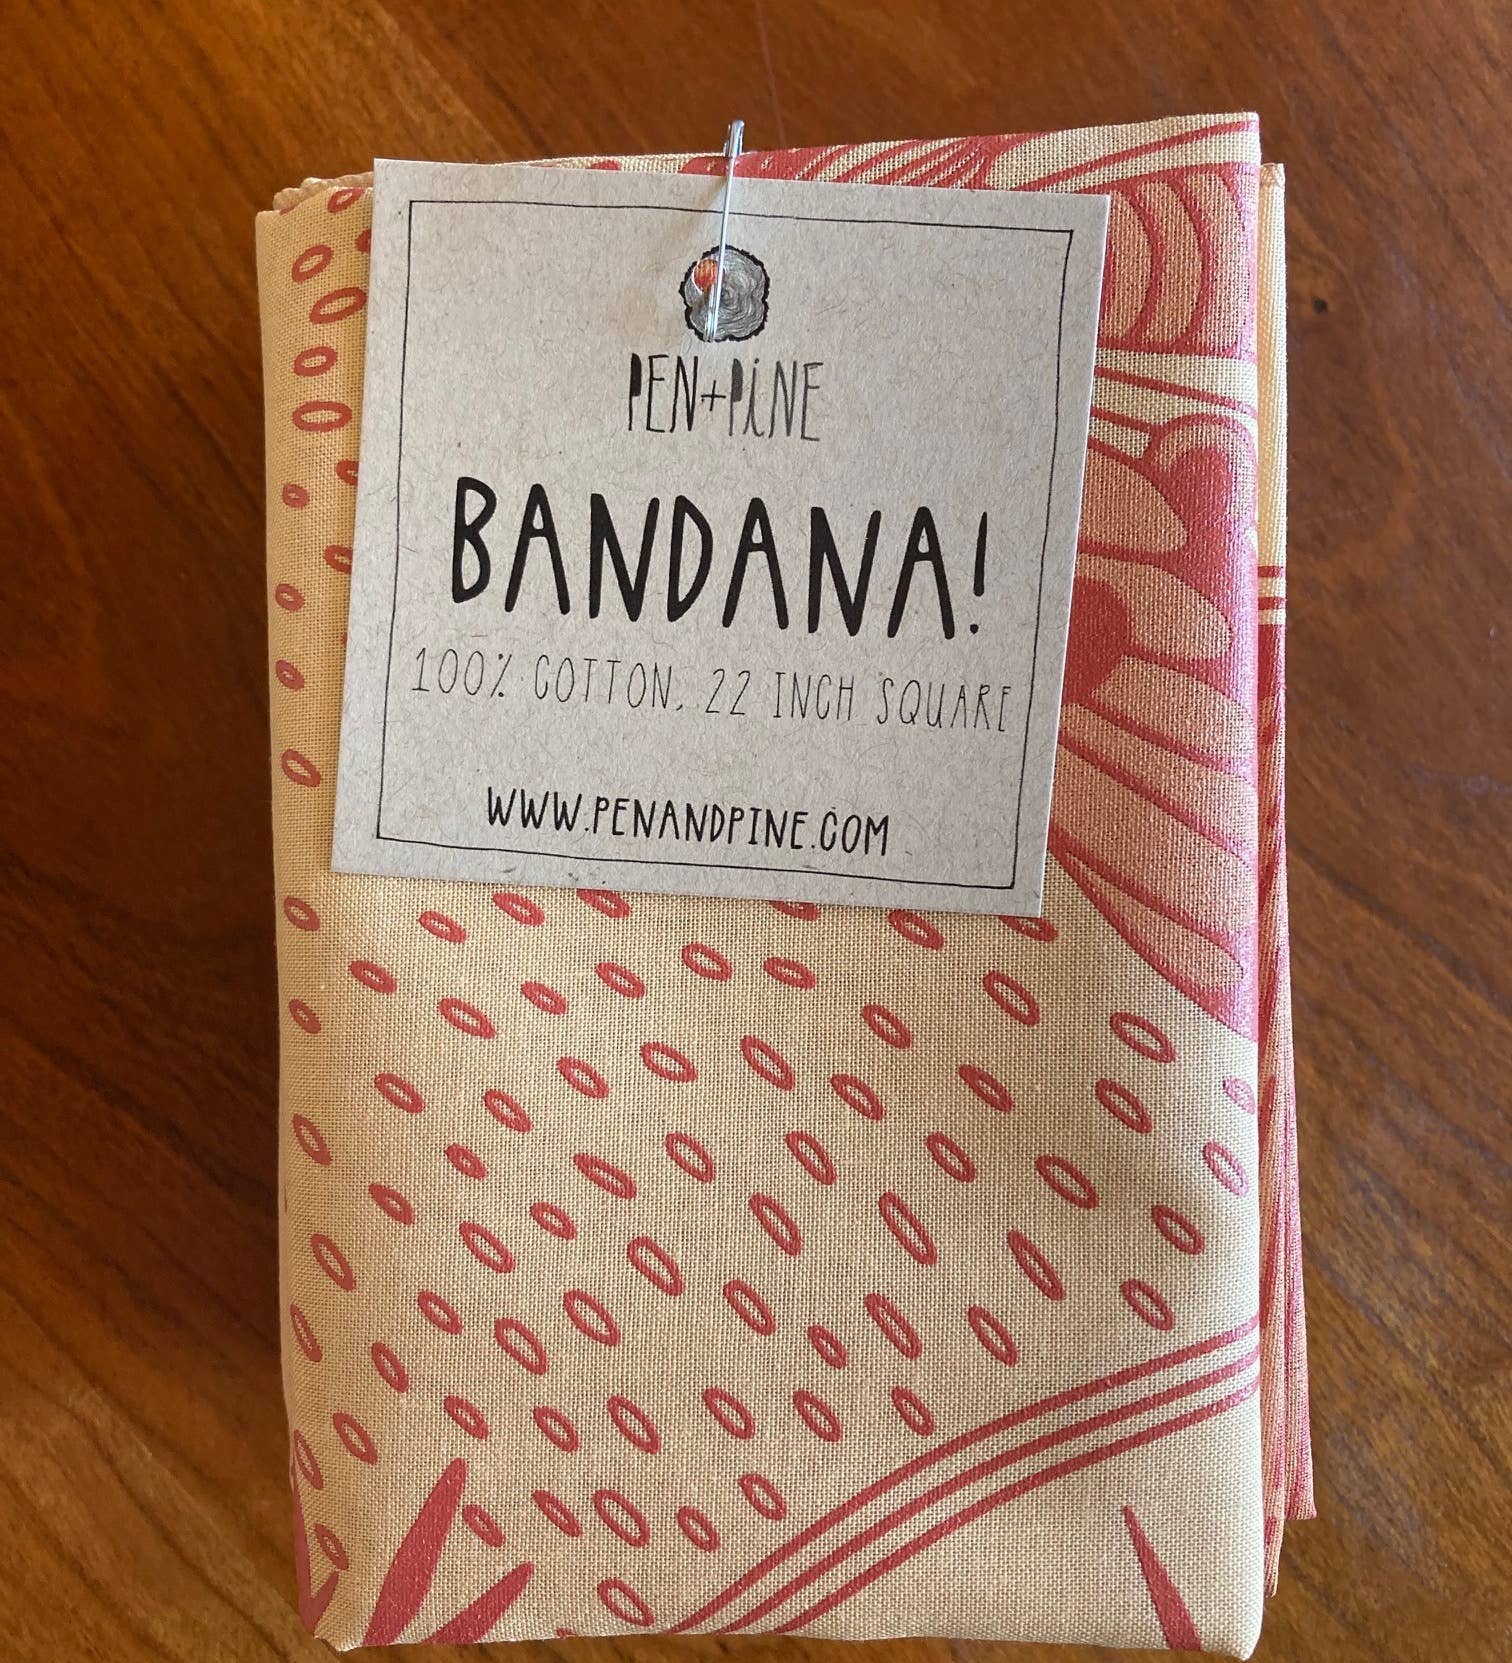 PEN+PiNE
BANDANA!
100% COTTON, 22 INCH SQUARE
WWW.PENANDPINE.COM